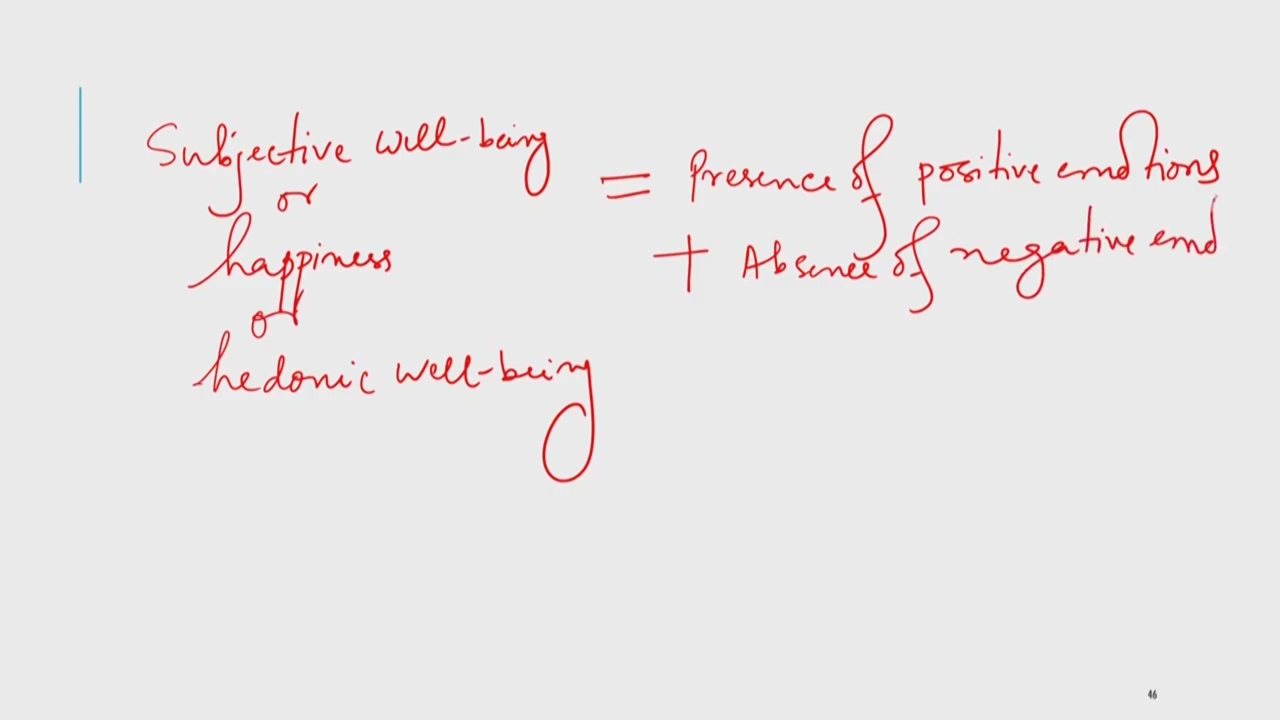 Subjective well-being
or
happiness
or
hedonic well-being
= Presence of positive emotions
+ Absence of negative emo
46